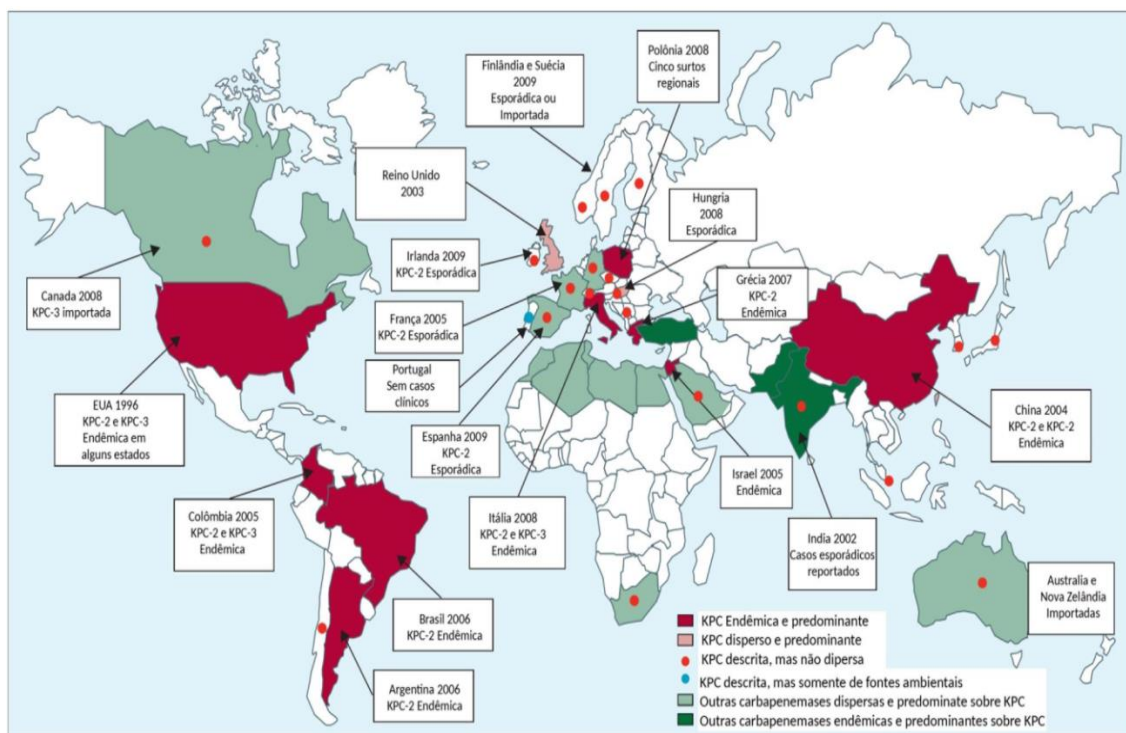 Polônia 2008
Cinco surtos
regionais
Finlândia e Suécia
2009
Esporádica ou
Importada
Reino Unido
2003
Hungria
2008
Esporádica
Irlanda 2009
KPC-2 Esporádica
Grécia 2007
KPC-2
Endêmica
Canada 2008
KPC-3 importada
França 2005
KPC-2 Esporádica
Portugal
Sem casos
clínicos
EUA 1996
KPC-2 e KPC-3
Endêmica em
alguns estados
Espanha 2009
KPC-2
Esporádica
China 2004
KPC-2 e KPC-2
Endêmica
Israel 2005
Endêmica
Colômbia 2005
KPC-2 e KPC-3
Endêmica
Itália 2008
KPC-2 e KPC-3
Endêmica
India 2002
Casos esporádicos
reportados
Australia e
Nova Zelândia
Importadas
Brasil 2006
KPC-2 Endêmica
Argentina 2006
KPC-2 Endêmica
KPC Endêmica e predominante
KPC disperso e predominante
KPC descrita, mas não dipersa
KPC descrita, mas somente de fontes ambientais
Outras carbapenemases dispersas e predominate sobre KPC
Outras carbapenemases endêmicas e predominantes sobre KPC